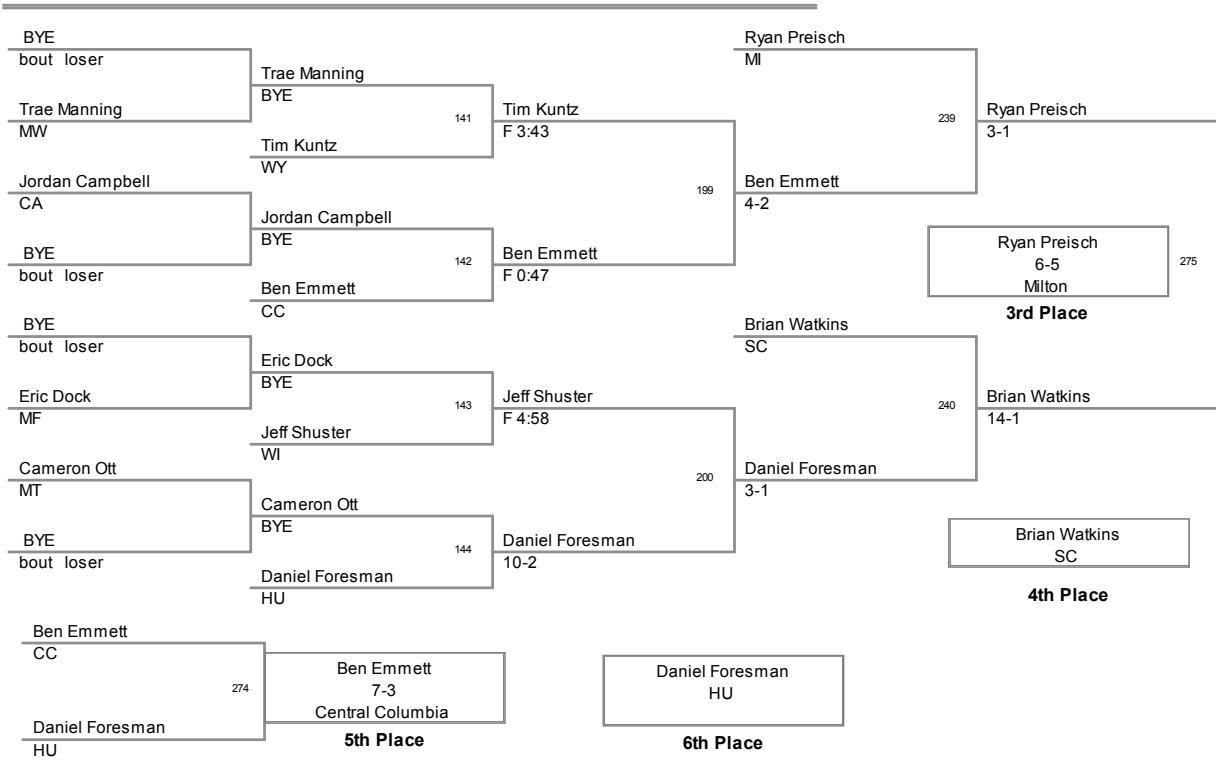 BYE
bout loser
Trae Manning
MW
Jordan Campbell
CA
BYE
bout loser
BYE
bout loser
Eric Dock
MF
Cameron Ott
MT
BYE
bout loser
Trae Manning
BYE
141
Tim Kuntz
WY
Jordan Campbell
BYE
142
Ben Emmett
CC
Eric Dock
BYE
143
Jeff Shuster
WI
Cameron Ott
BYE
144
Daniel Foresman
HU
Tim Kuntz
F 3:43
199
Ben Emmett
F 0:47
Jeff Shuster
F 4:58
200
Daniel Foresman
10-2
Ryan Preisch
MI
239
Ben Emmett
4-2
Brian Watkins
SC
240
Daniel Foresman
3-1
Ryan Preisch
3-1
Ryan Preisch
6-5
Milton
275
3rd Place
Brian Watkins
14-1
Brian Watkins
SC
4th Place
Ben Emmett
CC
274
Daniel Foresman
HU
Ben Emmett
7-3
Central Columbia
5th Place
Daniel Foresman
HU
6th Place